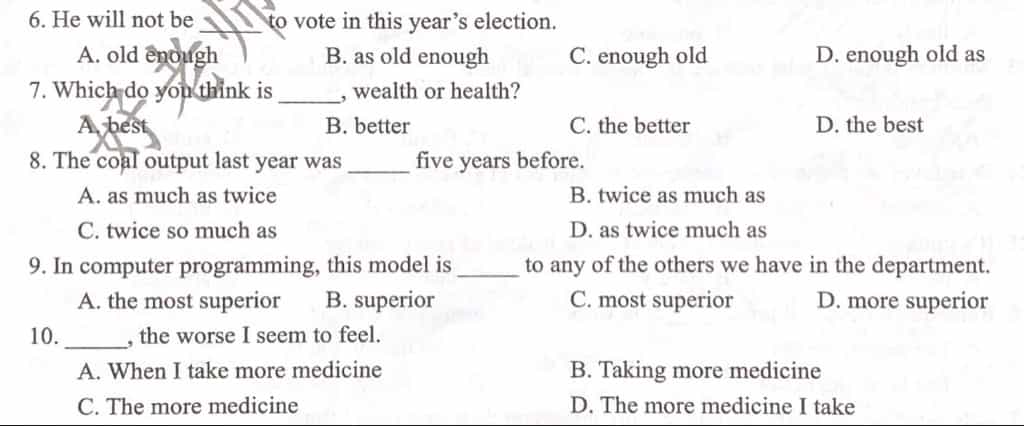 6. He will not be ______ to vote in this year's election.
A. old enough B. as old enough C. enough old D. enough old as
7. Which do you think is ______, wealth or health?
A. best B. better C. the better D. the best
8. The coal output last year was ______ five years before.
A. as much as twice B. twice as much as
C. twice so much as D. as twice much as
9. In computer programming, this model is ______ to any of the others we have in the department.
A. the most superior B. superior C. most superior D. more superior
10. ______, the worse I seem to feel.
A. When I take more medicine B. Taking more medicine
C. The more medicine D. The more medicine I take